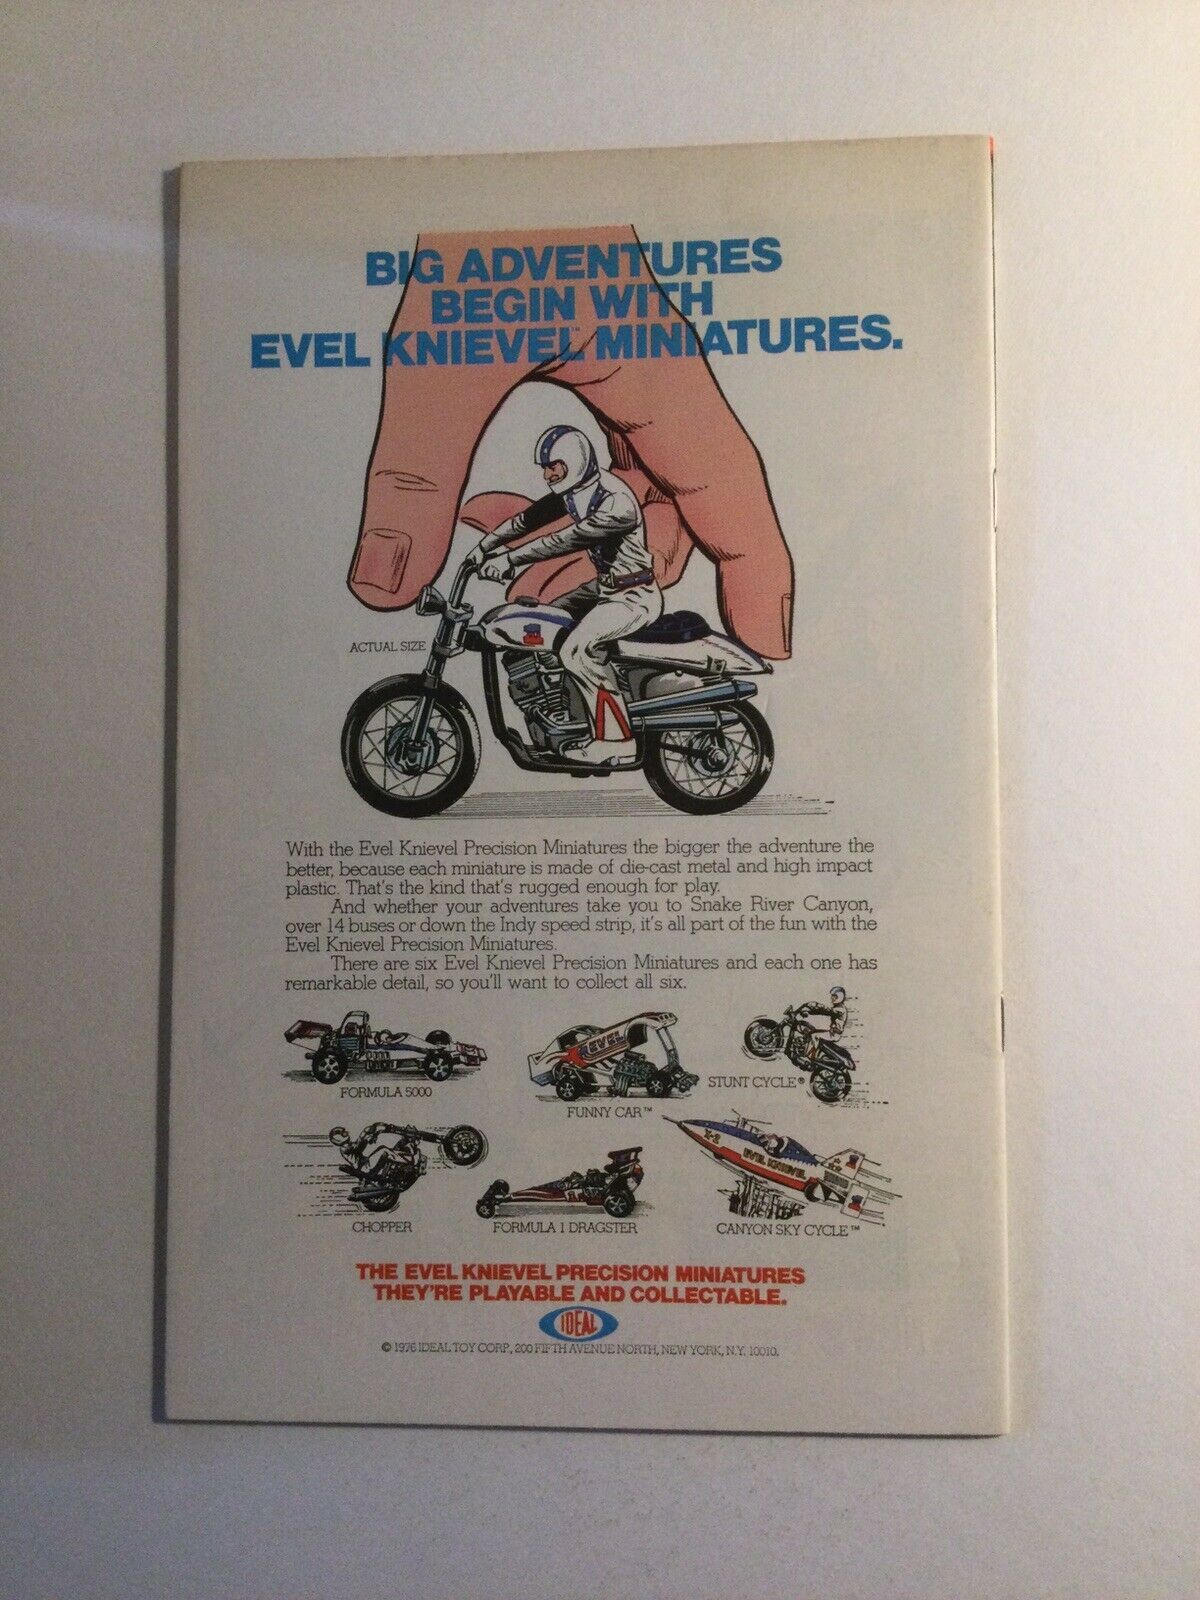 BIG ADVENTURES
BEGIN WITH
EVEL KNIEVEL™ MINIATURES.
ACTUAL SIZE
With the Evel Knievel Precision Miniatures the bigger the adventure the
better, because each miniature is made of die-cast metal and high impact
plastic. That's the kind that's rugged enough for play.
And whether your adventures take you to Snake River Canyon,
over 14 buses or down the Indy speed strip, it's all part of the fun with the
Evel Knievel Precision Miniatures.
There are six Evel Knievel Precision Miniatures and each one has
remarkable detail, so you'll want to collect all six.
FORMULA 5000
EVEL
FUNNY CAR™
STUNT CYCLE®
CHOPPER
FORMULA 1 DRAGSTER
X-2
EVEL KNIEVEL
CANYON SKY CYCLE™
THE EVEL KNIEVEL PRECISION MINIATURES
THEY'RE PLAYABLE AND COLLECTABLE.
IDEAL
© 1976 IDEAL TOY CORP., 200 FIFTH AVENUE NORTH, NEW YORK, N.Y. 10010.